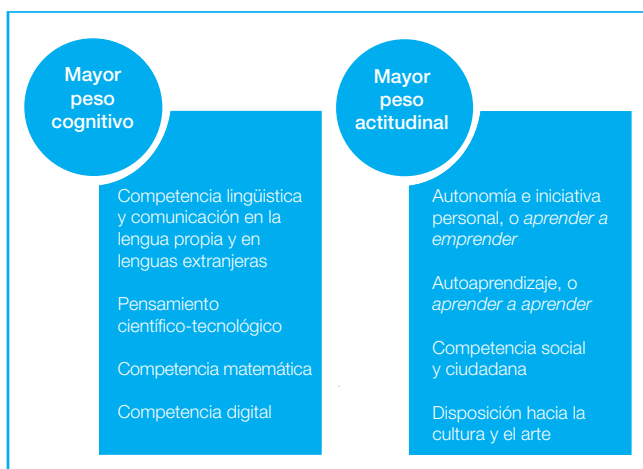 Mayor
peso
cognitivo
Competencia lingüistica
y comunicación en la
lengua propia y en
lenguas extranjeras
Pensamiento
científico-tecnológico
Competencia matemática
Competencia digital
Mayor
peso
actitudinal
Autonomía e iniciativa
personal, o aprender a
emprender
Autoaprendizaje, o
aprender a aprender
Competencia social
y ciudadana
Disposición hacia la
cultura y el arte